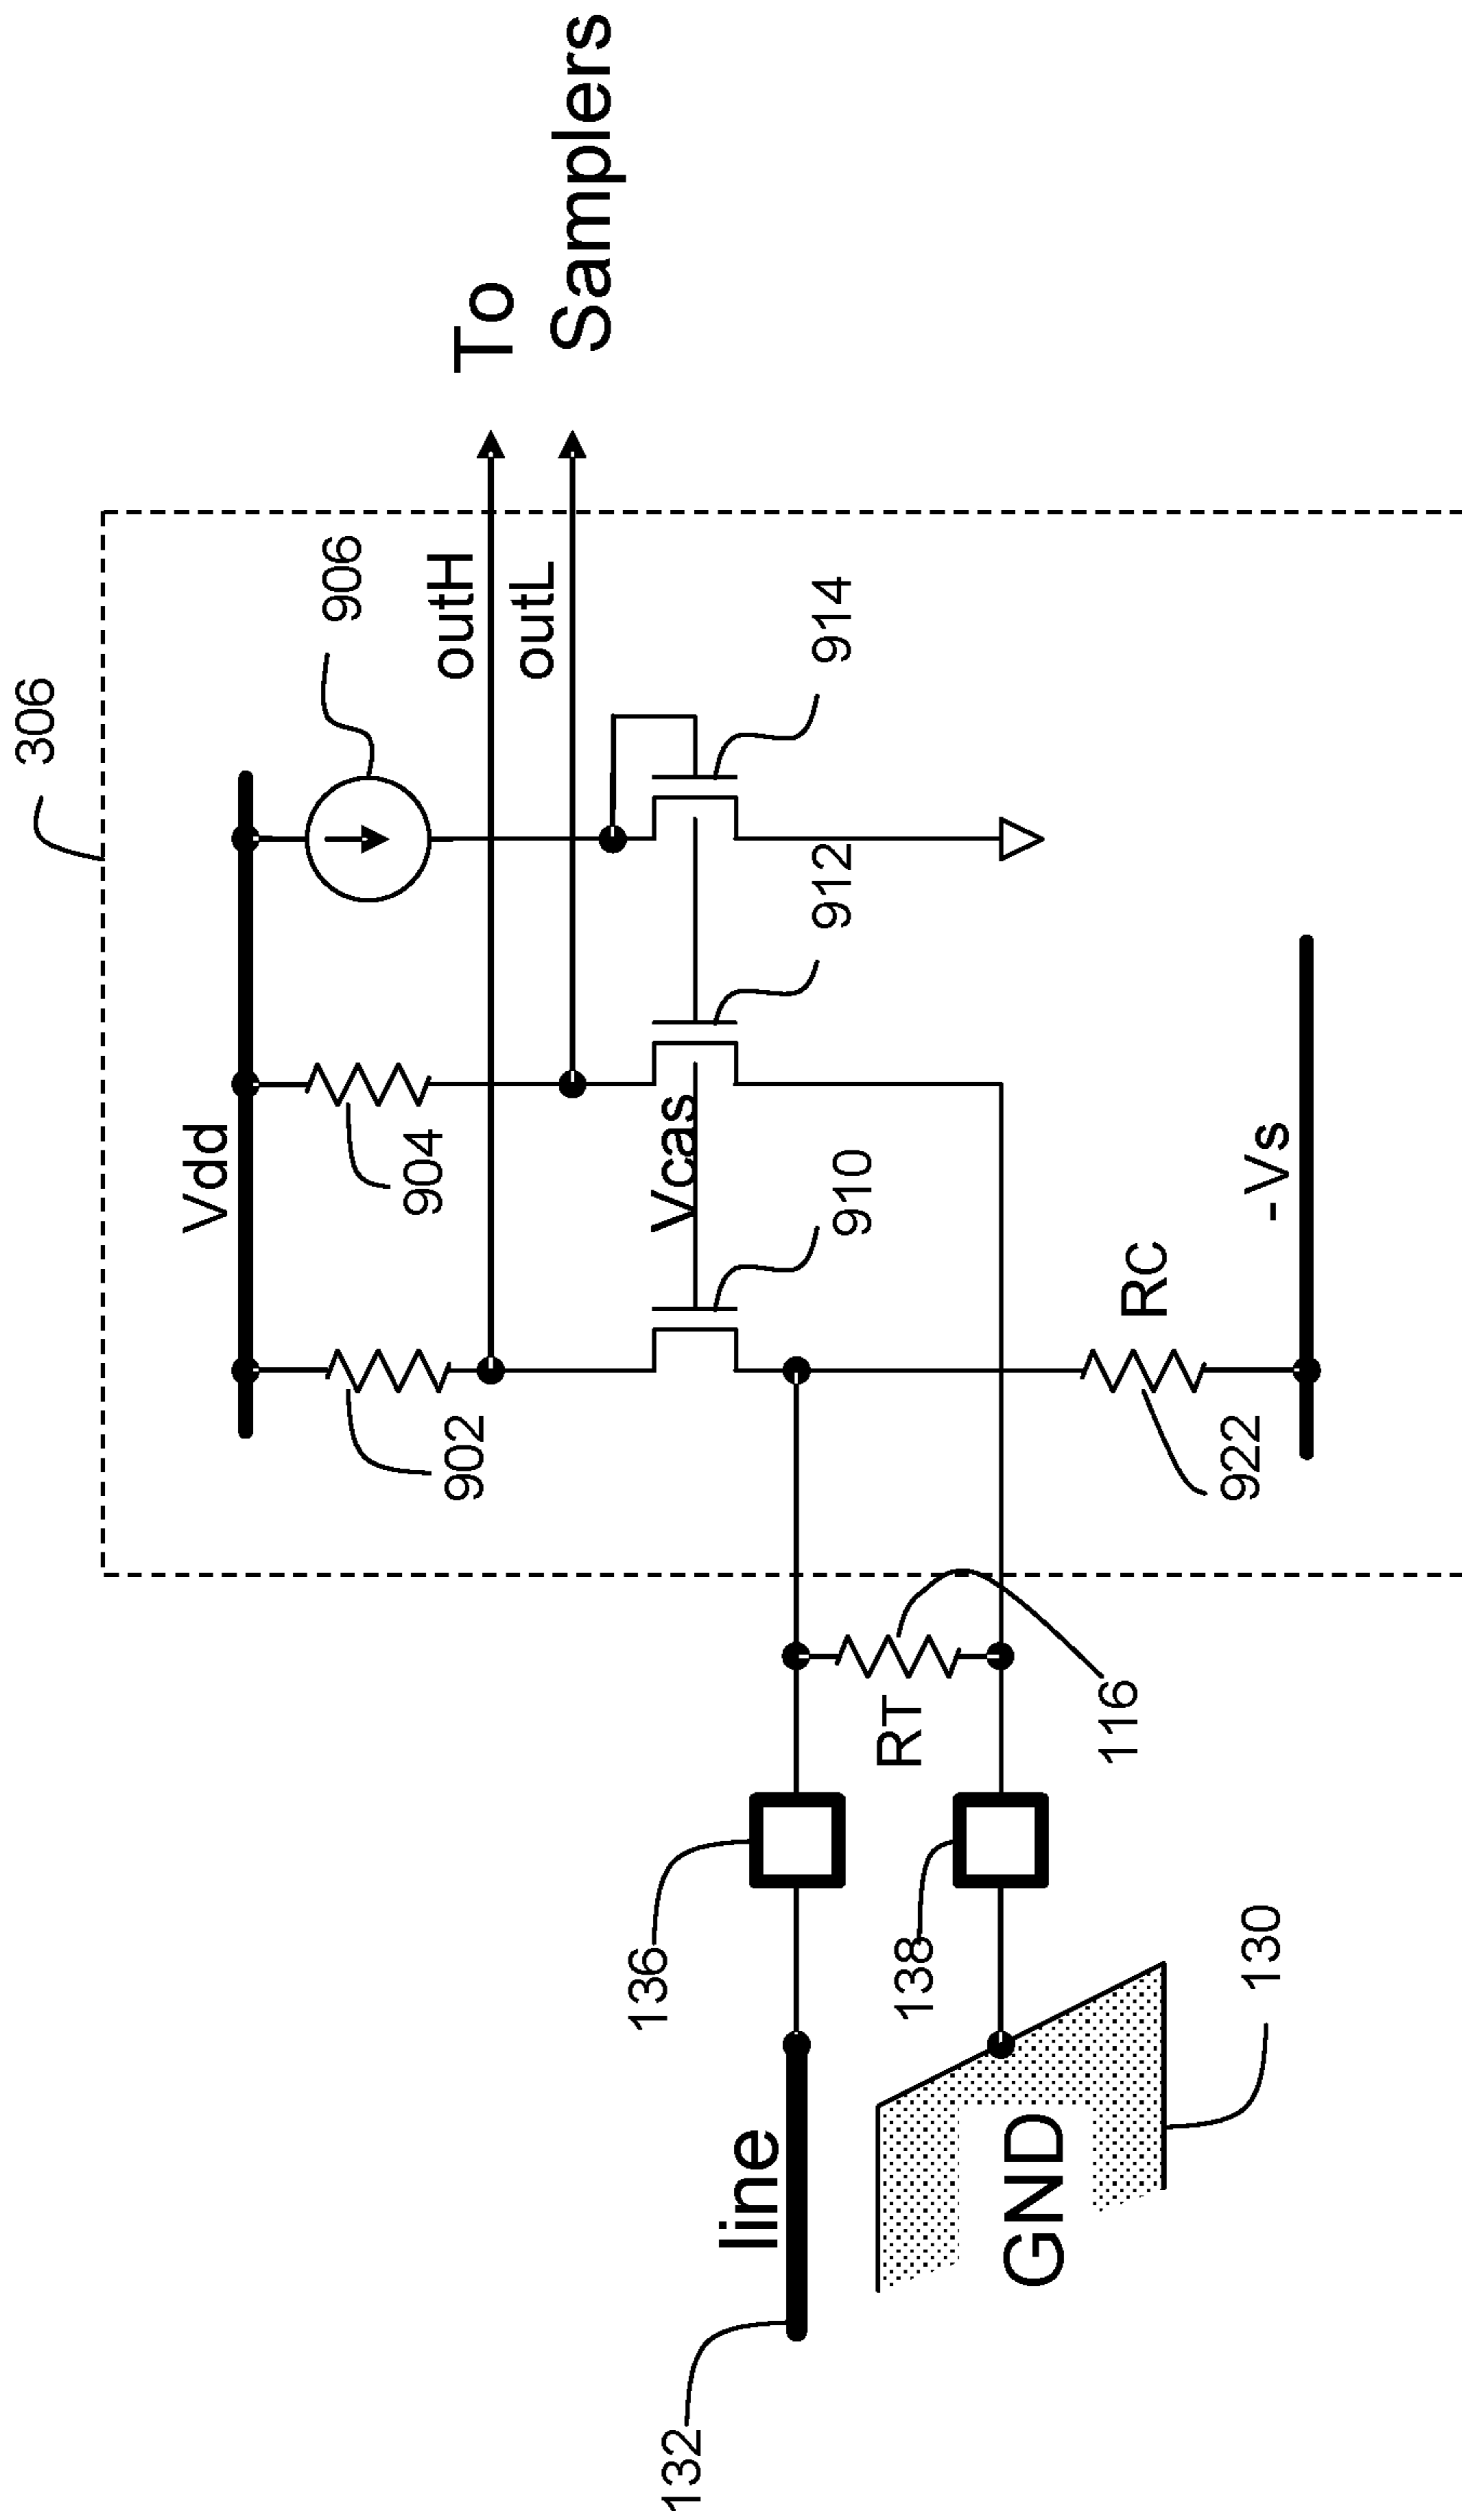 306
Vdd
906
To
Samplers
outH
outL
904
902
Vcas
914
912
910
136
RT
RC
-Vs
922
line
132
138
116
GND
130